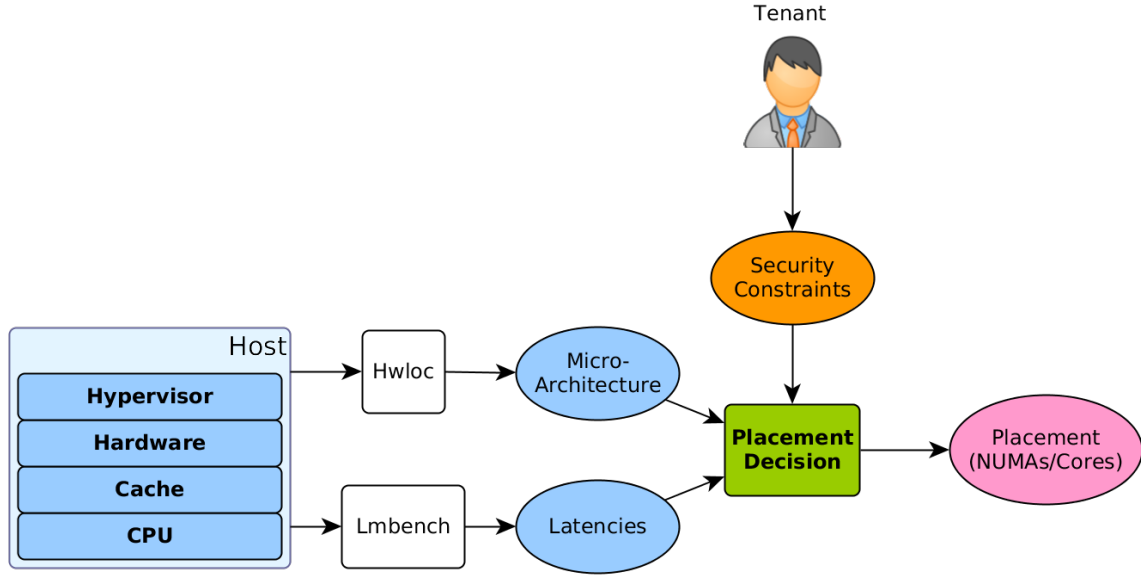 Tenant
Security
Constraints
Host
Hypervisor
Hardware
Cache
CPU
Hwloc
Lmbench
Micro-
Architecture
Latencies
Placement
Decision
Placement
(NUMAs/Cores)